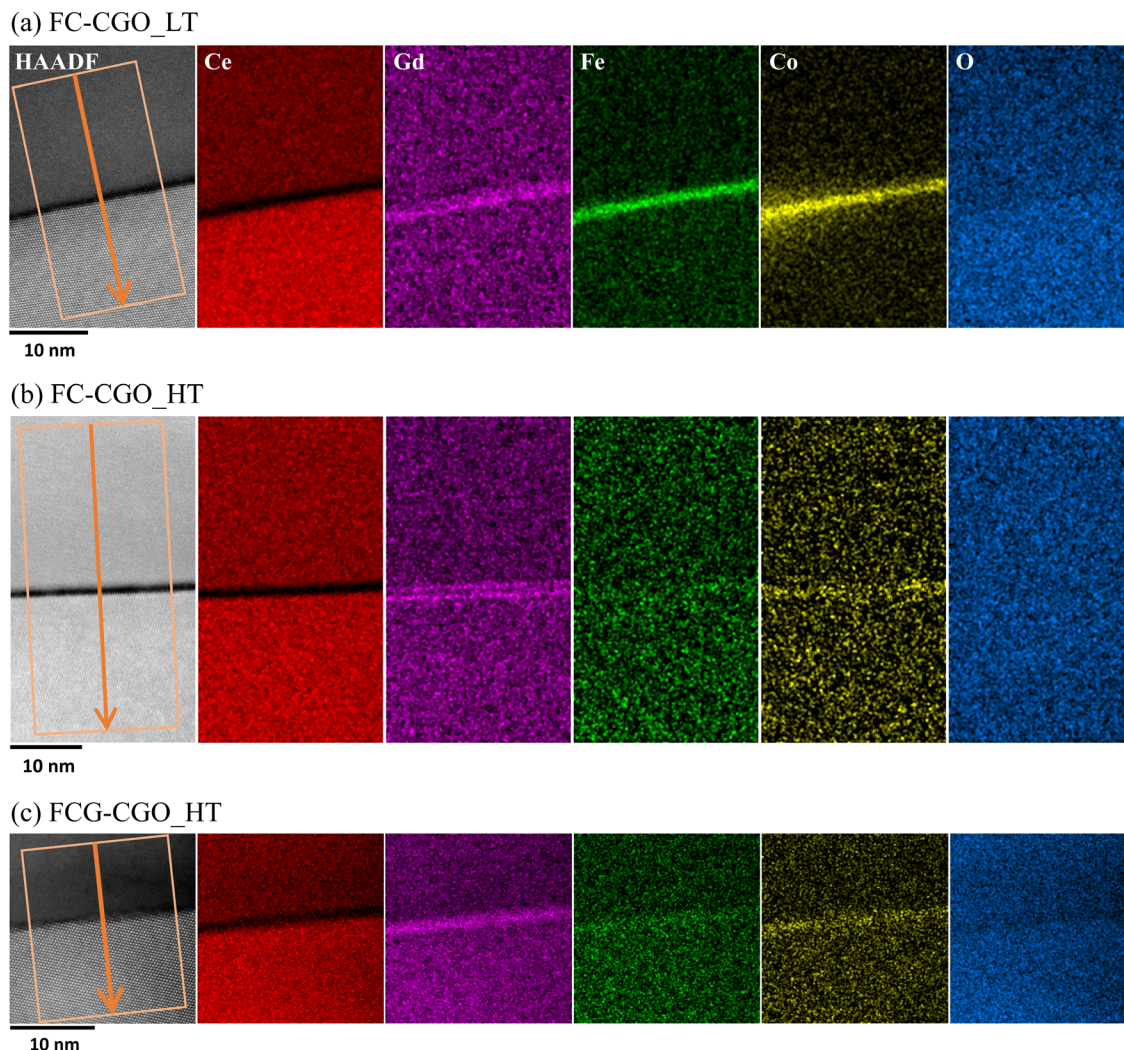 (a) FC-CGO_LT
HAADF Ce Gd Fe Co O
10 nm
(b) FC-CGO_HT
10 nm
(c) FCG-CGO_HT
10 nm